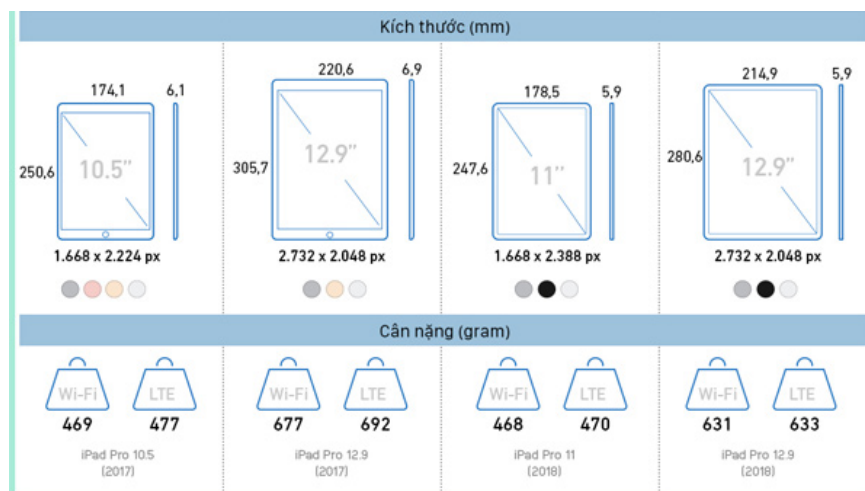 Kích thước (mm)
174,1 6,1
250,6
10.5"
1.668 x 2.224 px
220,6 6,9
305,7
12.9"
2.732 x 2.048 px
178,5 5,9
247,6
11"
1.668 x 2.388 px
214,9 5,9
280,6
12.9"
2.732 x 2.048 px
Cân nặng (gram)
Wi-Fi LTE
469 477
iPad Pro 10.5
(2017)
Wi-Fi LTE
677 692
iPad Pro 12.9
(2017)
Wi-Fi LTE
468 470
iPad Pro 11
(2018)
Wi-Fi LTE
631 633
iPad Pro 12.9
(2018)